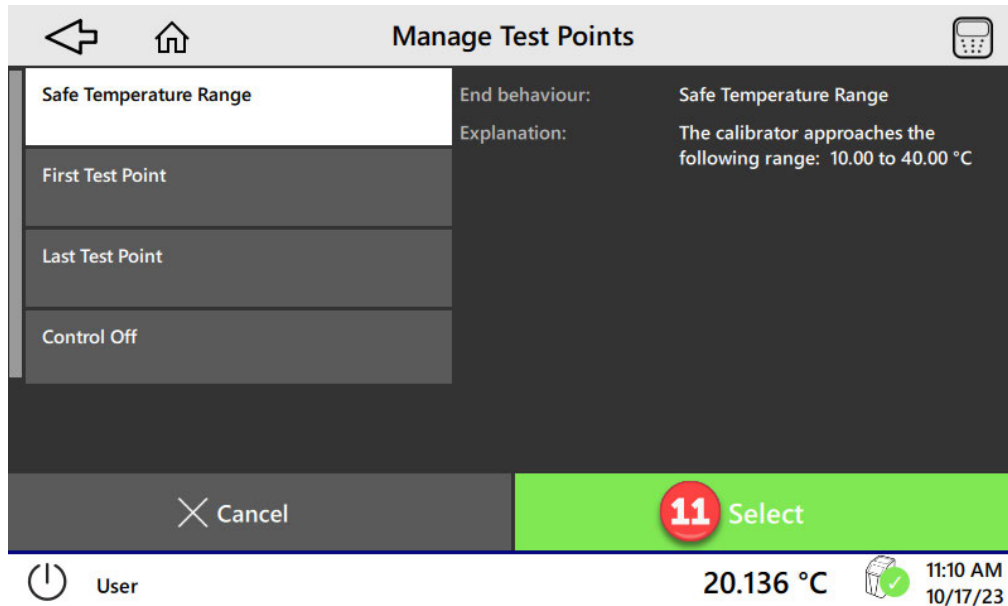 Manage Test Points
Safe Temperature Range
First Test Point
Last Test Point
Control Off
End behaviour: Safe Temperature Range
Explanation: The calibrator approaches the
following range: 10.00 to 40.00 °C
Cancel
11 Select
User
20.136 °C
11:10 AM
10/17/23